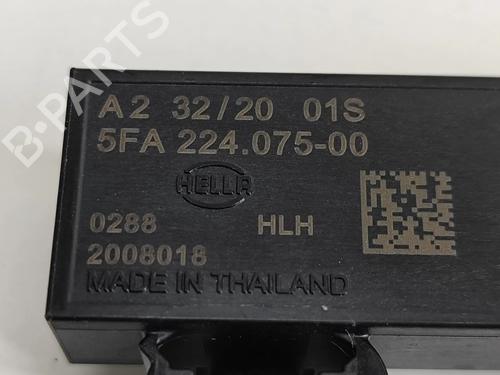 A2 32/20 01S
5FA 224.075-00
HELLA
0288 HLH
2008018
MADE IN THAILAND
B-PARTS